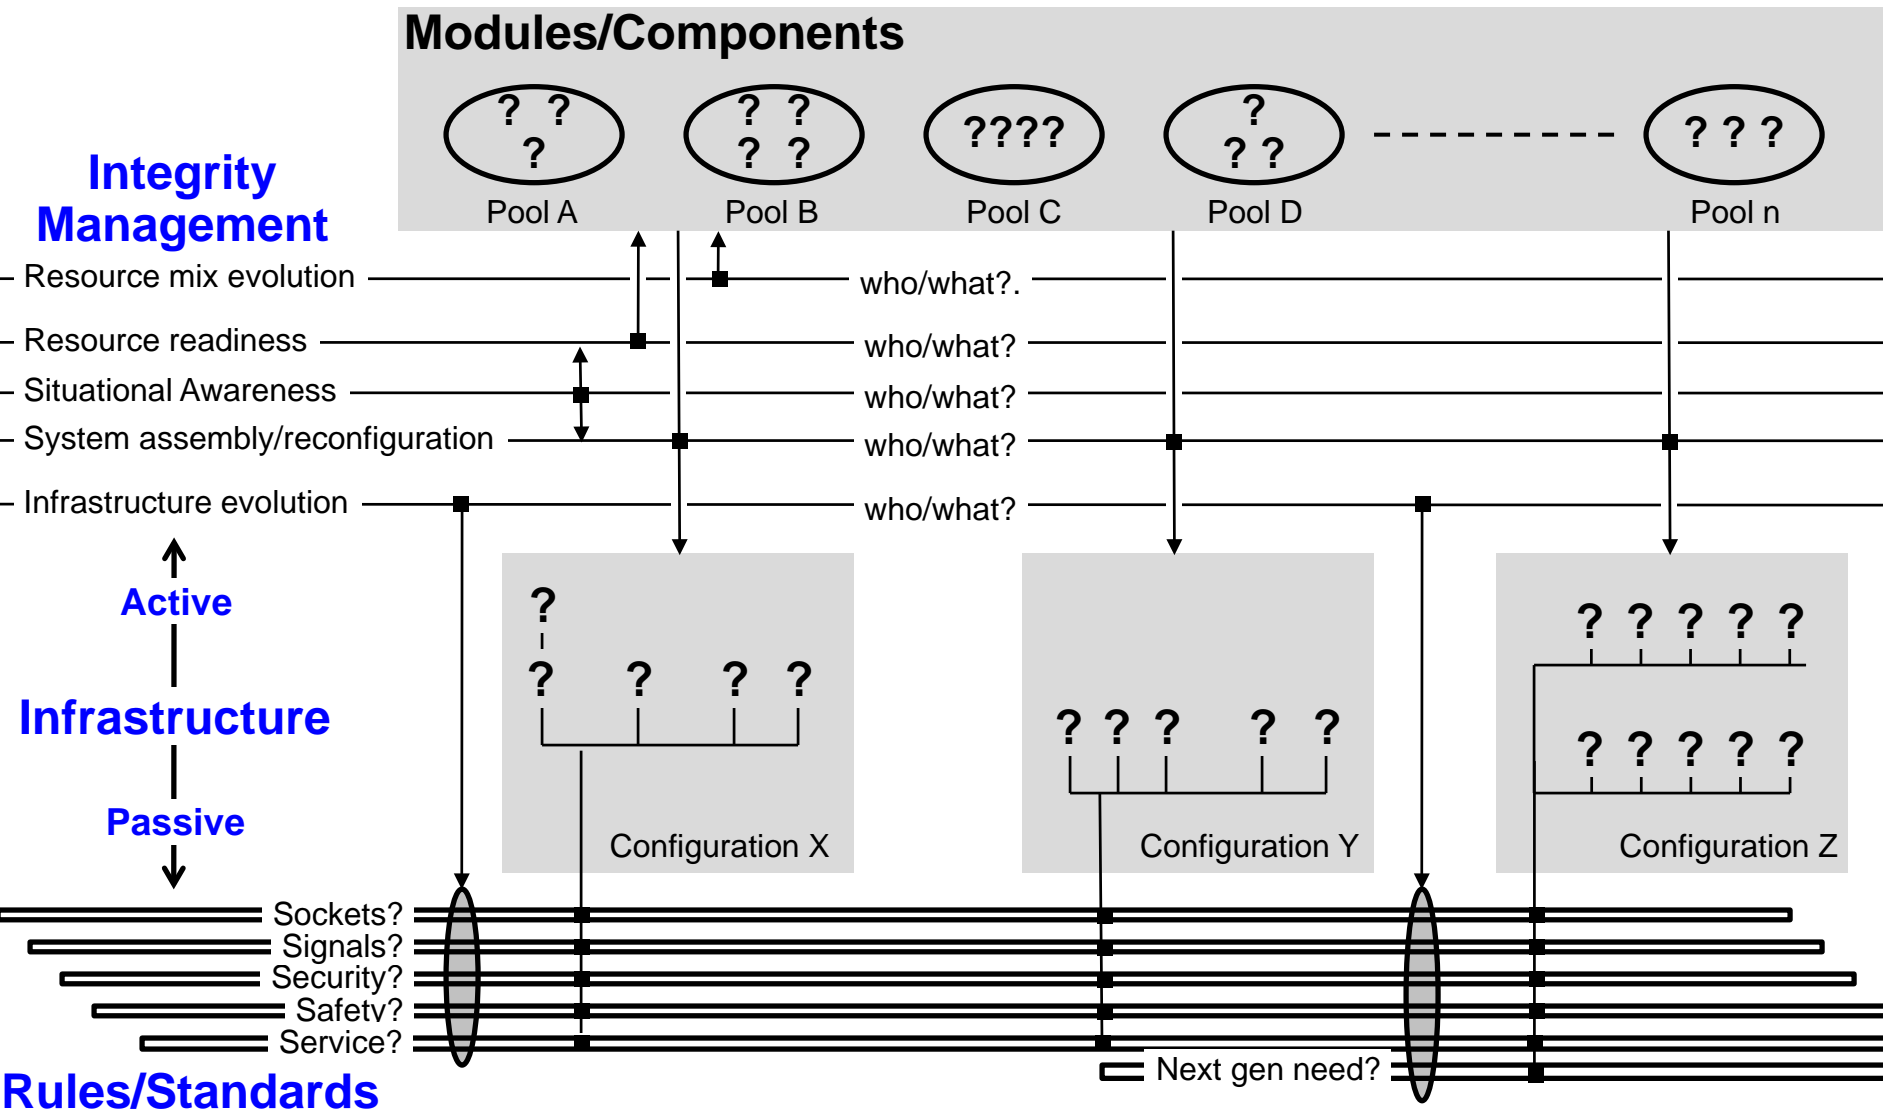 Modules/Components
? ?
?
? ?
? ?
????
?
? ?
? ? ?
Pool A
Pool B
Pool C
Pool D
Pool n
Integrity
Management
Resource mix evolution
who/what?.
Resource readiness
who/what?
Situational Awareness
who/what?
System assembly/reconfiguration
who/what?
Infrastructure evolution
who/what?
Active
Infrastructure
Passive
?
? ? ? ?
Configuration X
? ? ? ? ?
Configuration Y
? ? ? ? ?
? ? ? ? ?
Configuration Z
Sockets?
Signals?
Security?
Safety?
Service?
Next gen need?
Rules/Standards